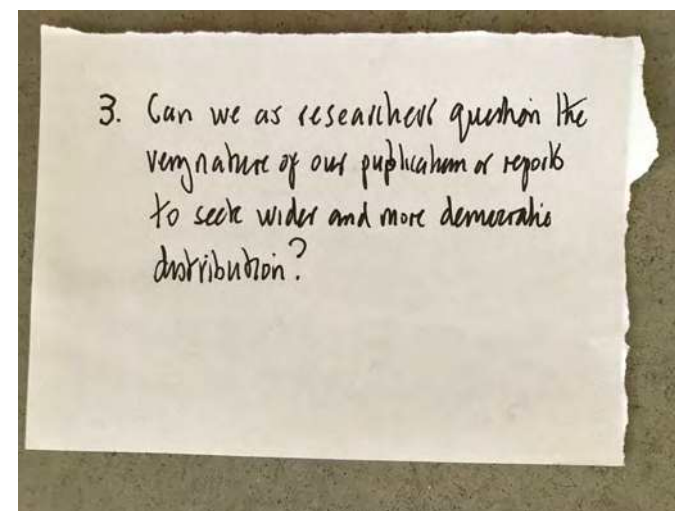 3. Can we as researchers question the
very nature of our puplication or reports
to seek wider and more democratic
distribution?